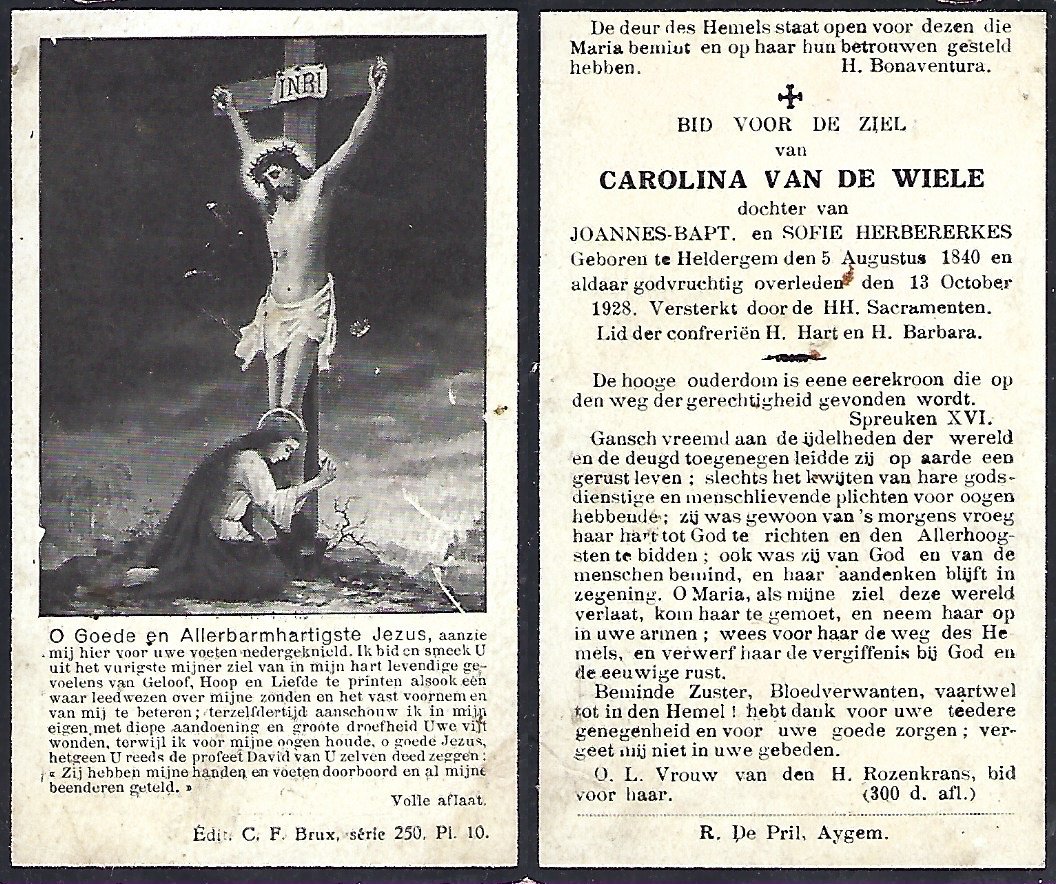 INRI
O Goede en Allerbarmhartigste Jezus, aanzie
mij hier voor uwe voeten nedergeknield. Ik bid en smeek U
uit het vurigste mijner ziel van in mijn hart levendige ge-
voelens van Geloof, Hoop en Liefde te printen alsook een
waar leedwezen over mijne zonden en het vast voornemen
van mij te beteren; terzelfdertijd aanschouw ik in mijn
eigen met diope aandoening en groote droefheid Uwe vijf
wonden, terwijl ik voor mijne oogen houde, o goede Jezus,
hetgeen U reeds de profeet David van U zelven deed zeggen:
« Zij hebben mijne handen en voeten doorboord en al mijne
beenderen geteld. »
Volle aflaat.
Édit. C. F. Brux, série 250, Pl. 10.
De deur des Hemels staat open voor dezen die
Maria bemint en op haar hun betrouwen gesteld
hebben. H. Bonaventura.
BID VOOR DE ZIEL
van
CAROLINA VAN DE WIELE
dochter van
JOANNES-BAPT. en SOFIE HERBERERKES
Geboren te Heldergem den 5 Augustus 1840 en
aldaar godvruchtig overleden den 13 October
1928. Versterkt door de HH. Sacramenten.
Lid der confreriën H. Hart en H. Barbara.
De hooge ouderdom is eene eerekroon die op
den weg der gerechtigheid gevonden wordt.
Spreuken XVI.
Gansch vreemd aan de ijdelheden der wereld
en de deugd toegenegen leidde zij op aarde een
gerust leven; slechts het kwijten van hare gods-
dienstige en menschlievende plichten voor oogen
hebbende; zij was gewoon van 's morgens vroeg
haar hart tot God te richten en den Allerhoog-
sten te bidden; ook was zij van God en van de
menschen bemind, en haar aandenken blijft in
zegening. O Maria, als mijne ziel deze wereld
verlaat, kom haar te gemoet, en neem haar op
in uwe armen; wees voor haar de weg des He
mels, en verwerf haar de vergiffenis bij God en
de eeuwige rust.
Beminde Zuster, Bloedverwanten, vaartwel
tot in den Hemel! hebt dank voor uwe teedere
genegenheid en voor uwe goede zorgen; ver-
geet mij niet in uwe gebeden.
O. L. Vrouw van den H. Rozenkrans, bid
voor haar. (300 d. afl.)
R. De Pril, Aygem.